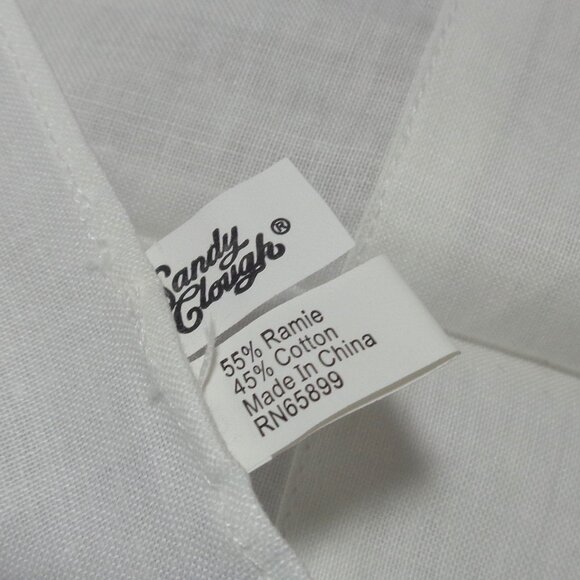 Sandy
Clough®
55% Ramie
45% Cotton
Made In China
RN65899